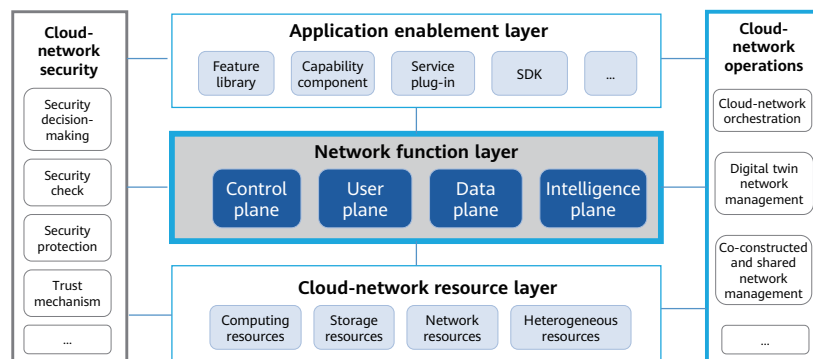 Cloud-
network
security
Security
decision-
making
Security
check
Security
protection
Trust
mechanism
...
Application enablement layer
Feature
library
Capability
component
Service
plug-in
SDK
...
Network function layer
Control
plane
User
plane
Data
plane
Intelligence
plane
Cloud-network resource layer
Computing
resources
Storage
resources
Network
resources
Heterogeneous
resources
Cloud-
network
operations
Cloud-network
orchestration
Digital twin
network
management
Co-constructed
and shared
network
management
...